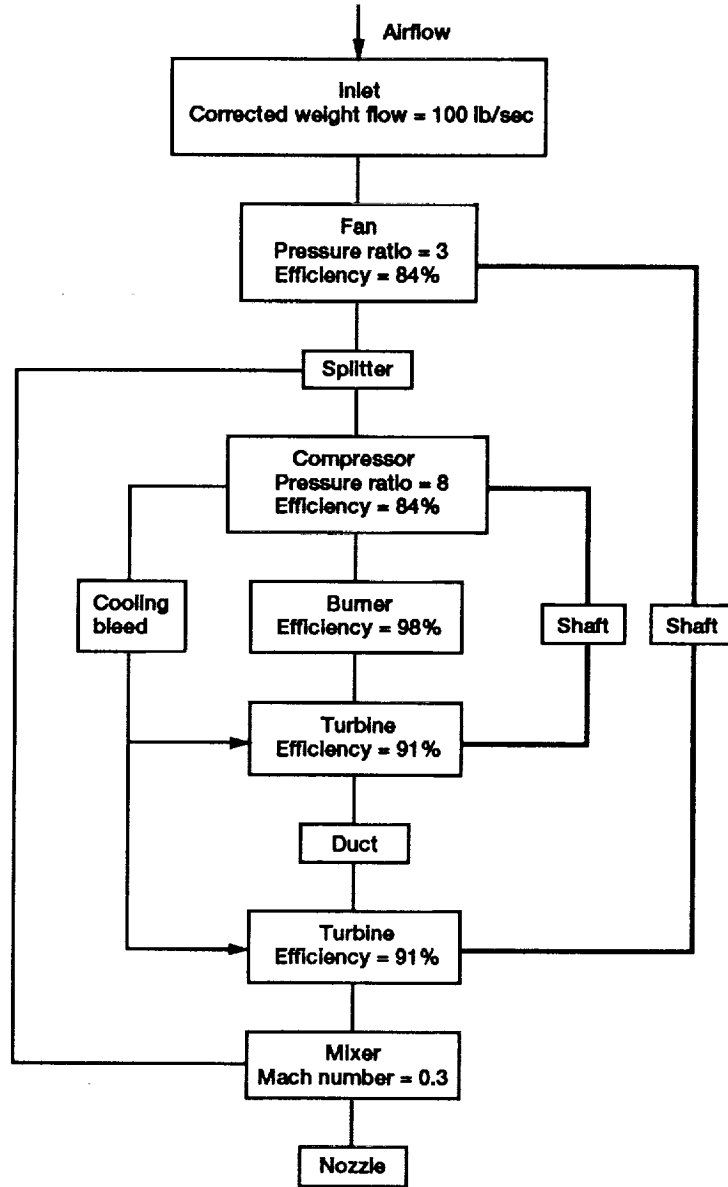 Airflow
Inlet
Corrected weight flow = 100 lb/sec
Fan
Pressure ratio = 3
Efficiency = 84%
Splitter
Compressor
Pressure ratio = 8
Efficiency = 84%
Cooling
bleed
Burner
Efficiency = 98%
Shaft
Shaft
Turbine
Efficiency = 91%
Duct
Turbine
Efficiency = 91%
Mixer
Mach number = 0.3
Nozzle